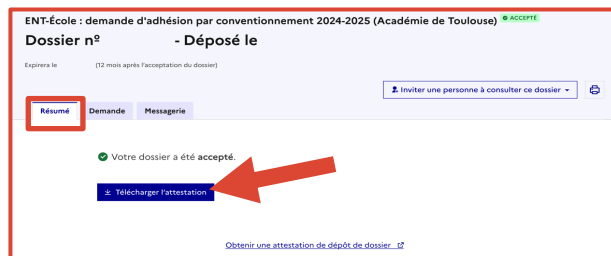 ENT-École : demande d'adhésion par conventionnement 2024-2025 (Académie de Toulouse) ACCEPTÉ
Dossier nº - Déposé le
Expirera le (12 mois après l'acceptation du dossier)
Inviter une personne à consulter ce dossier
Résumé Demande Messagerie
Votre dossier a été accepté.
Télécharger l'attestation
Obtenir une attestation de dépôt de dossier